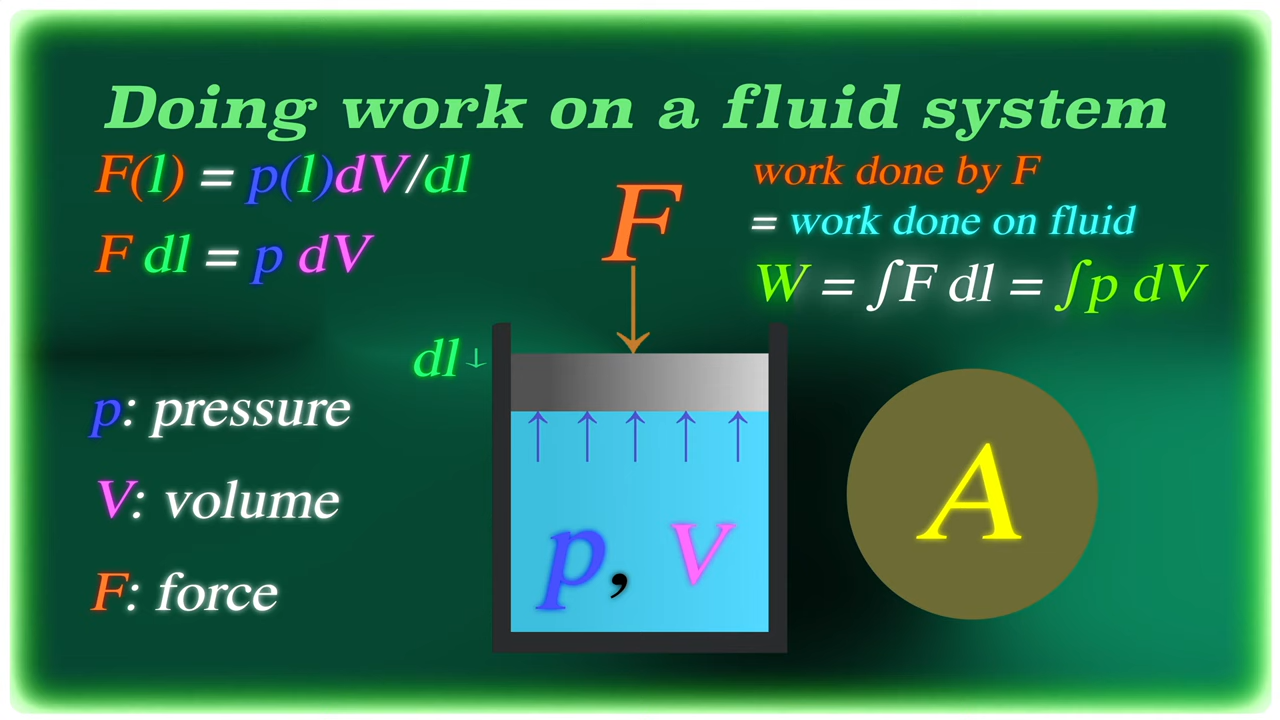 Doing work on a fluid system
F(l) = p(l)dV/dl
F dl = p dV
p: pressure
V: volume
F: force
dl
F
p, V
work done by F
= work done on fluid
W = ∫F dl = ∫p dV
A